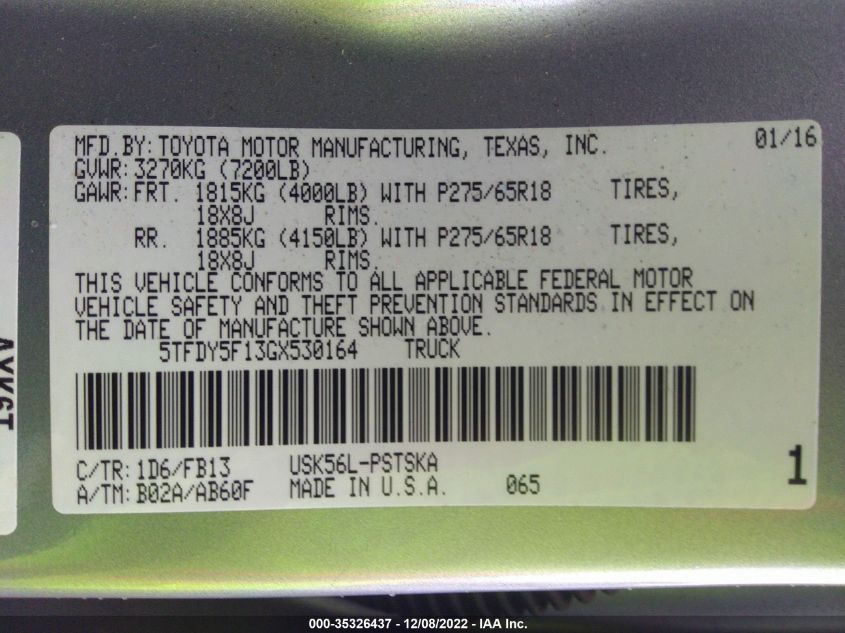 MFD.BY: TOYOTA MOTOR MANUFACTURING, TEXAS, INC. 01/16
GVWR: 3270KG (7200LB)
GAWR: FRT. 1815KG (4000LB) WITH P275/65R18 TIRES,
18X8J RIMS.
RR. 1885KG (4150LB) WITH P275/65R18 TIRES,
18X8J RIMS.
THIS VEHICLE CONFORMS TO ALL APPLICABLE FEDERAL MOTOR
VEHICLE SAFETY AND THEFT PREVENTION STANDARDS IN EFFECT ON
THE DATE OF MANUFACTURE SHOWN ABOVE.
5TFDY5F13GX530164 TRUCK
C/TR: 1D6/FB13 USK56L-PSTSKA
A/TM: B02A/AB60F MADE IN U.S.A. 065 1
000-35326437 - 12/08/2022 - IAA Inc.